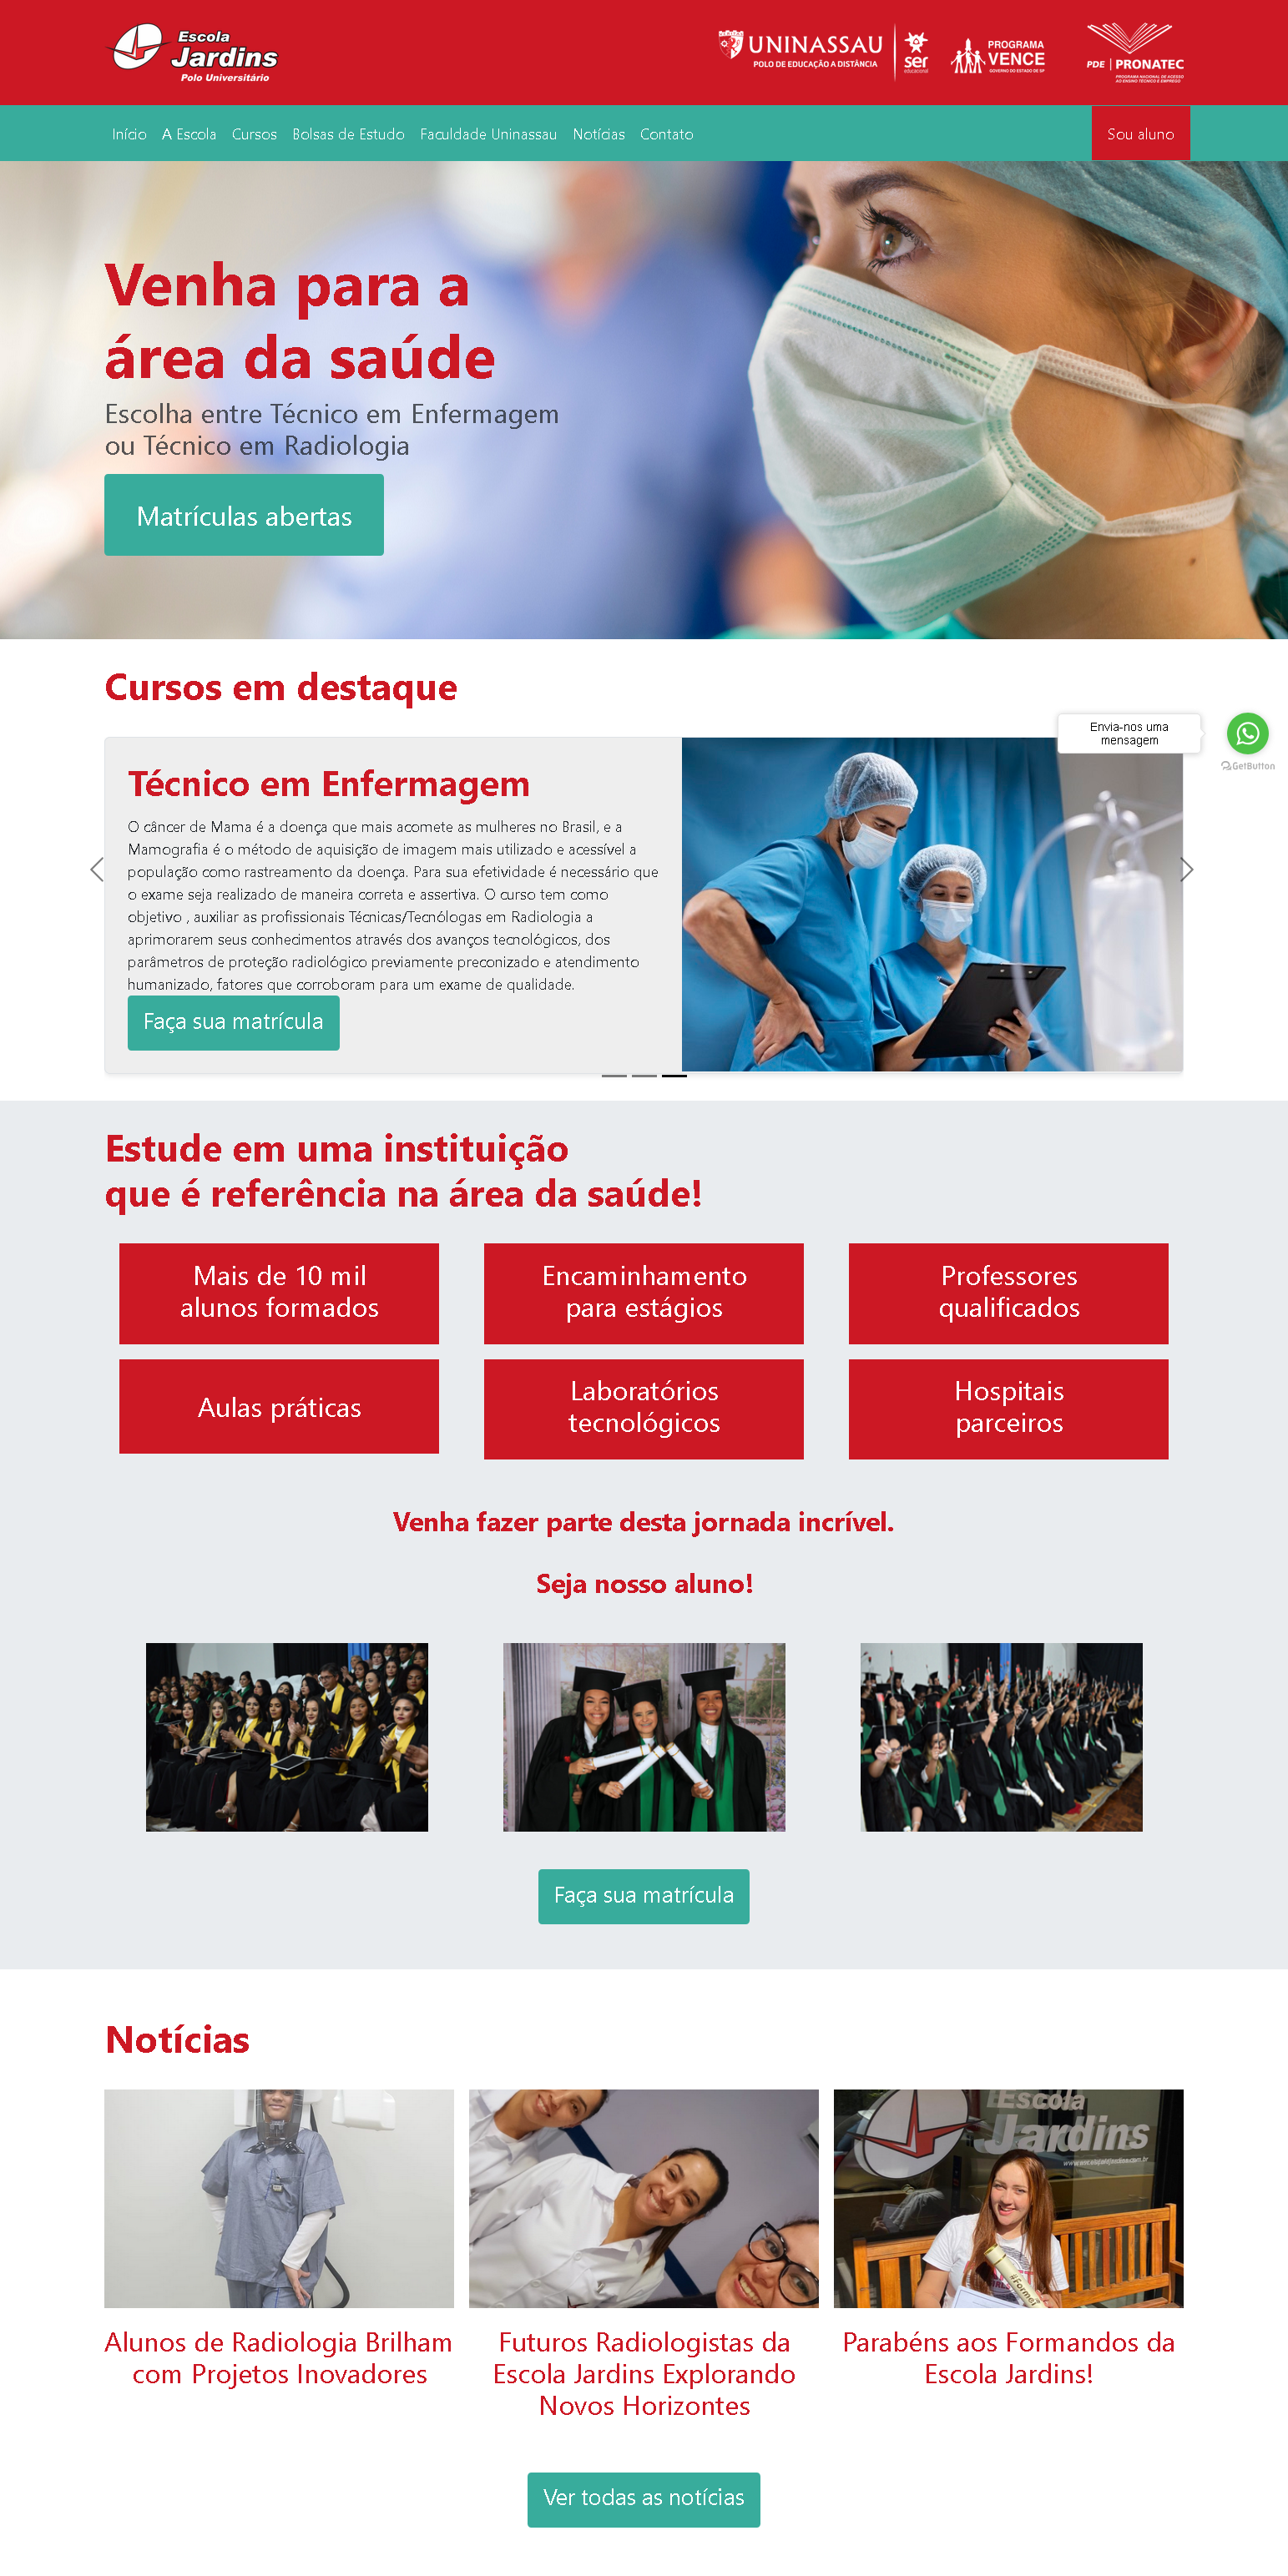 Escola
Jardins
Polo Universitário
UNINASSAU
POLO DE EDUCAÇÃO A DISTÂNCIA
ser
educacional
PROGRAMA
VENCE
GOVERNO DO ESTADO DE SP
PDE | PRONATEC
PROGRAMA NACIONAL DE ACESSO
AO ENSINO TÉCNICO E EMPREGO
Início A Escola Cursos Bolsas de Estudo Faculdade Uninassau Notícias Contato Sou aluno
Venha para a
área da saúde
Escolha entre Técnico em Enfermagem
ou Técnico em Radiologia
Matrículas abertas
Cursos em destaque
Envia-nos uma
mensagem
GetButton
Técnico em Enfermagem
O câncer de Mama é a doença que mais acomete as mulheres no Brasil, e a
Mamografia é o método de aquisição de imagem mais utilizado e acessível a
população como rastreamento da doença. Para sua efetividade é necessário que
o exame seja realizado de maneira correta e assertiva. O curso tem como
objetivo , auxiliar as profissionais Técnicas/Tecnólogas em Radiologia a
aprimorarem seus conhecimentos através dos avanços tecnológicos, dos
parâmetros de proteção radiológico previamente preconizado e atendimento
humanizado, fatores que corroboram para um exame de qualidade.
Faça sua matrícula
Estude em uma instituição
que é referência na área da saúde!
Mais de 10 mil
alunos formados
Encaminhamento
para estágios
Professores
qualificados
Aulas práticas
Laboratórios
tecnológicos
Hospitais
parceiros
Venha fazer parte desta jornada incrível.
Seja nosso aluno!
Faça sua matrícula
Notícias
Escola
Jardins
Alunos de Radiologia Brilham
com Projetos Inovadores
Futuros Radiologistas da
Escola Jardins Explorando
Novos Horizontes
Parabéns aos Formandos da
Escola Jardins!
Ver todas as notícias